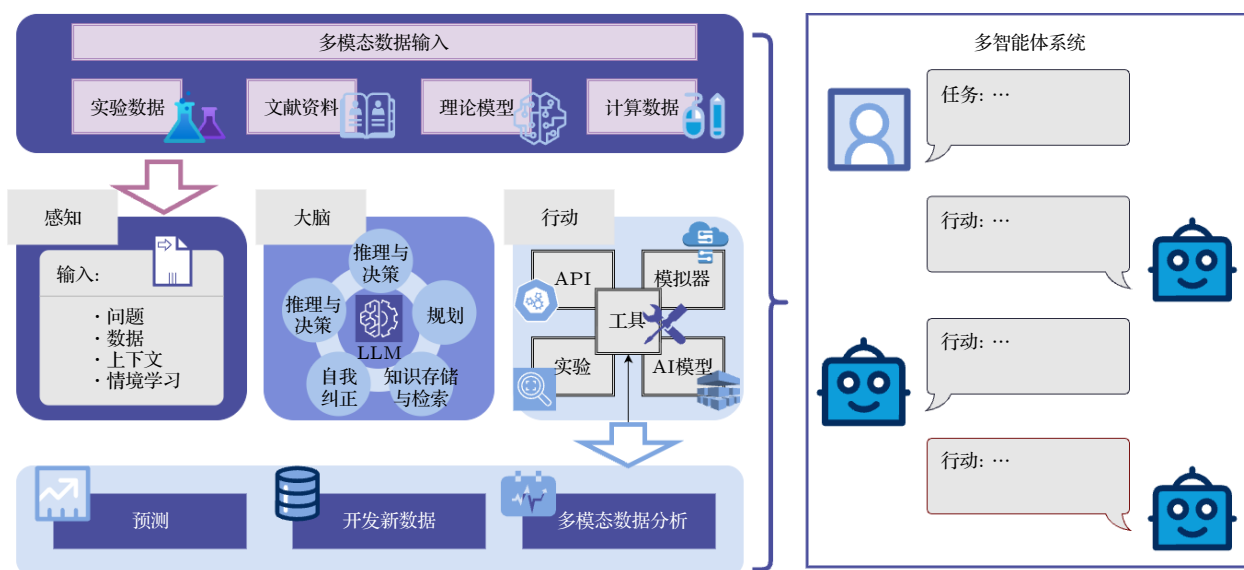 多模态数据输入
实验数据
文献资料
理论模型
计算数据
感知
输入:
· 问题
· 数据
· 上下文
· 情境学习
大脑
推理与
决策
推理与
决策
规划
LLM
自我
纠正
知识存储
与检索
行动
API
模拟器
工具
实验
AI模型
预测
开发新数据
多模态数据分析
多智能体系统
任务: …
行动: …
行动: …
行动: …